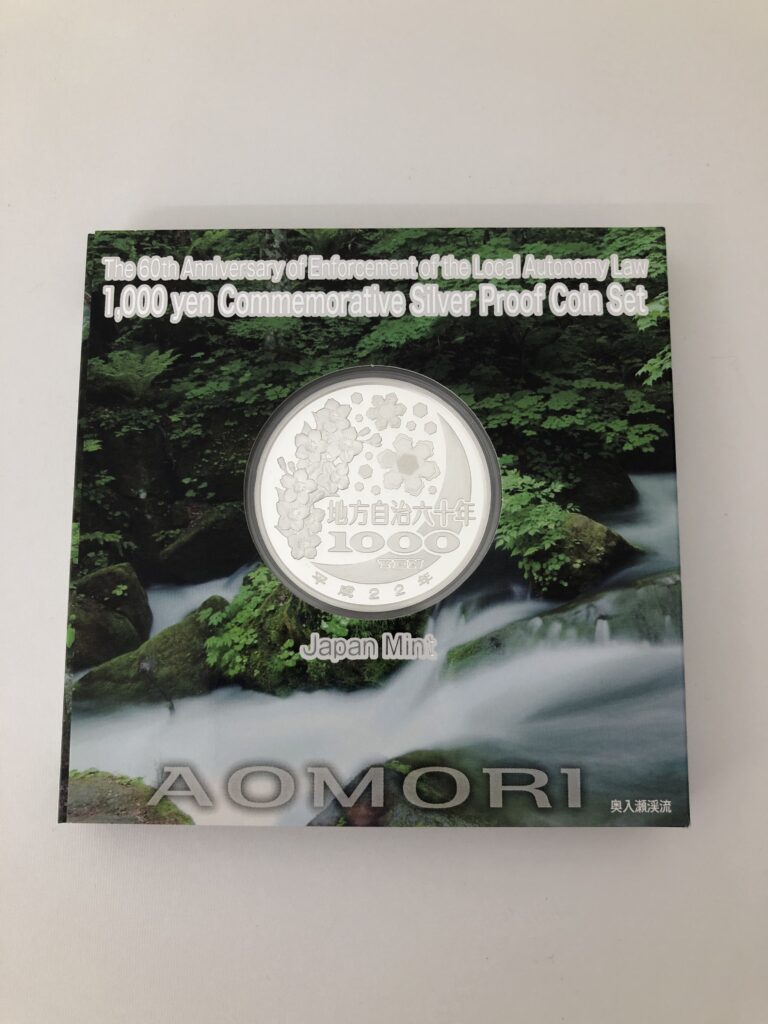 The 60th Anniversary of Enforcement of the Local Autonomy Law
1,000 yen Commemorative Silver Proof Coin Set
地方自治六十年
1000
YEN
平成22年
Japan Mint
AOMORI
奥入瀬渓流